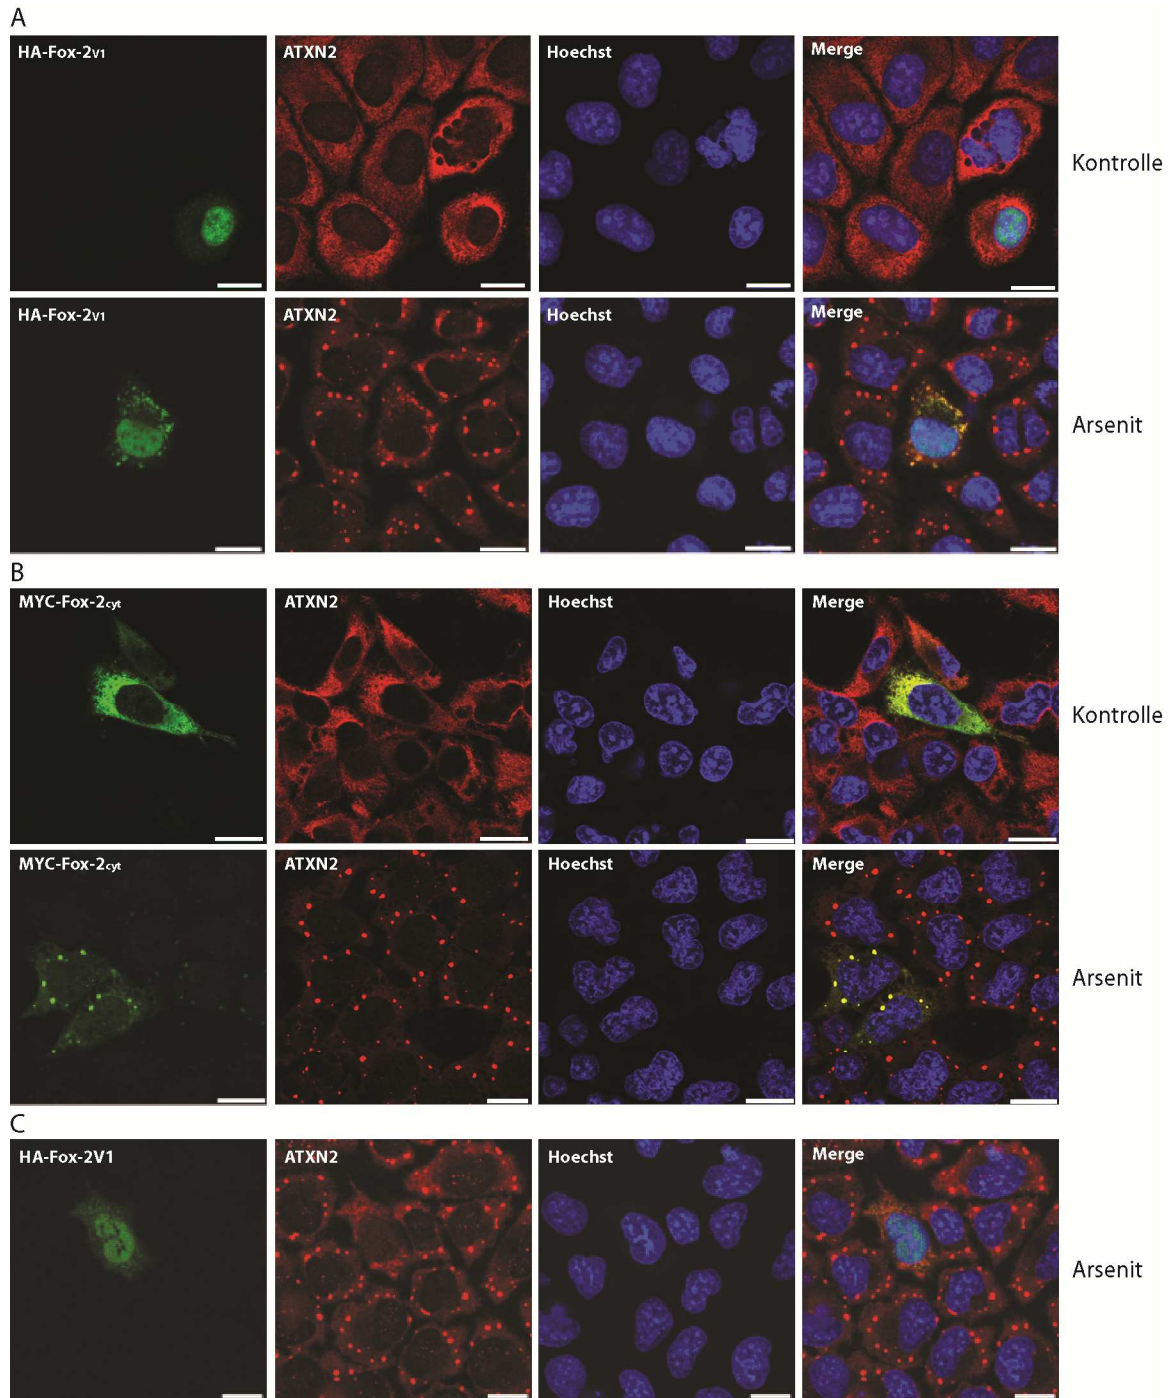 A
HA-Fox-2V1 ATXN2 Hoechst Merge
Kontrolle
HA-Fox-2V1 ATXN2 Hoechst Merge
Arsenit
B
MYC-Fox-2cyt ATXN2 Hoechst Merge
Kontrolle
MYC-Fox-2cyt ATXN2 Hoechst Merge
Arsenit
C
HA-Fox-2V1 ATXN2 Hoechst Merge
Arsenit